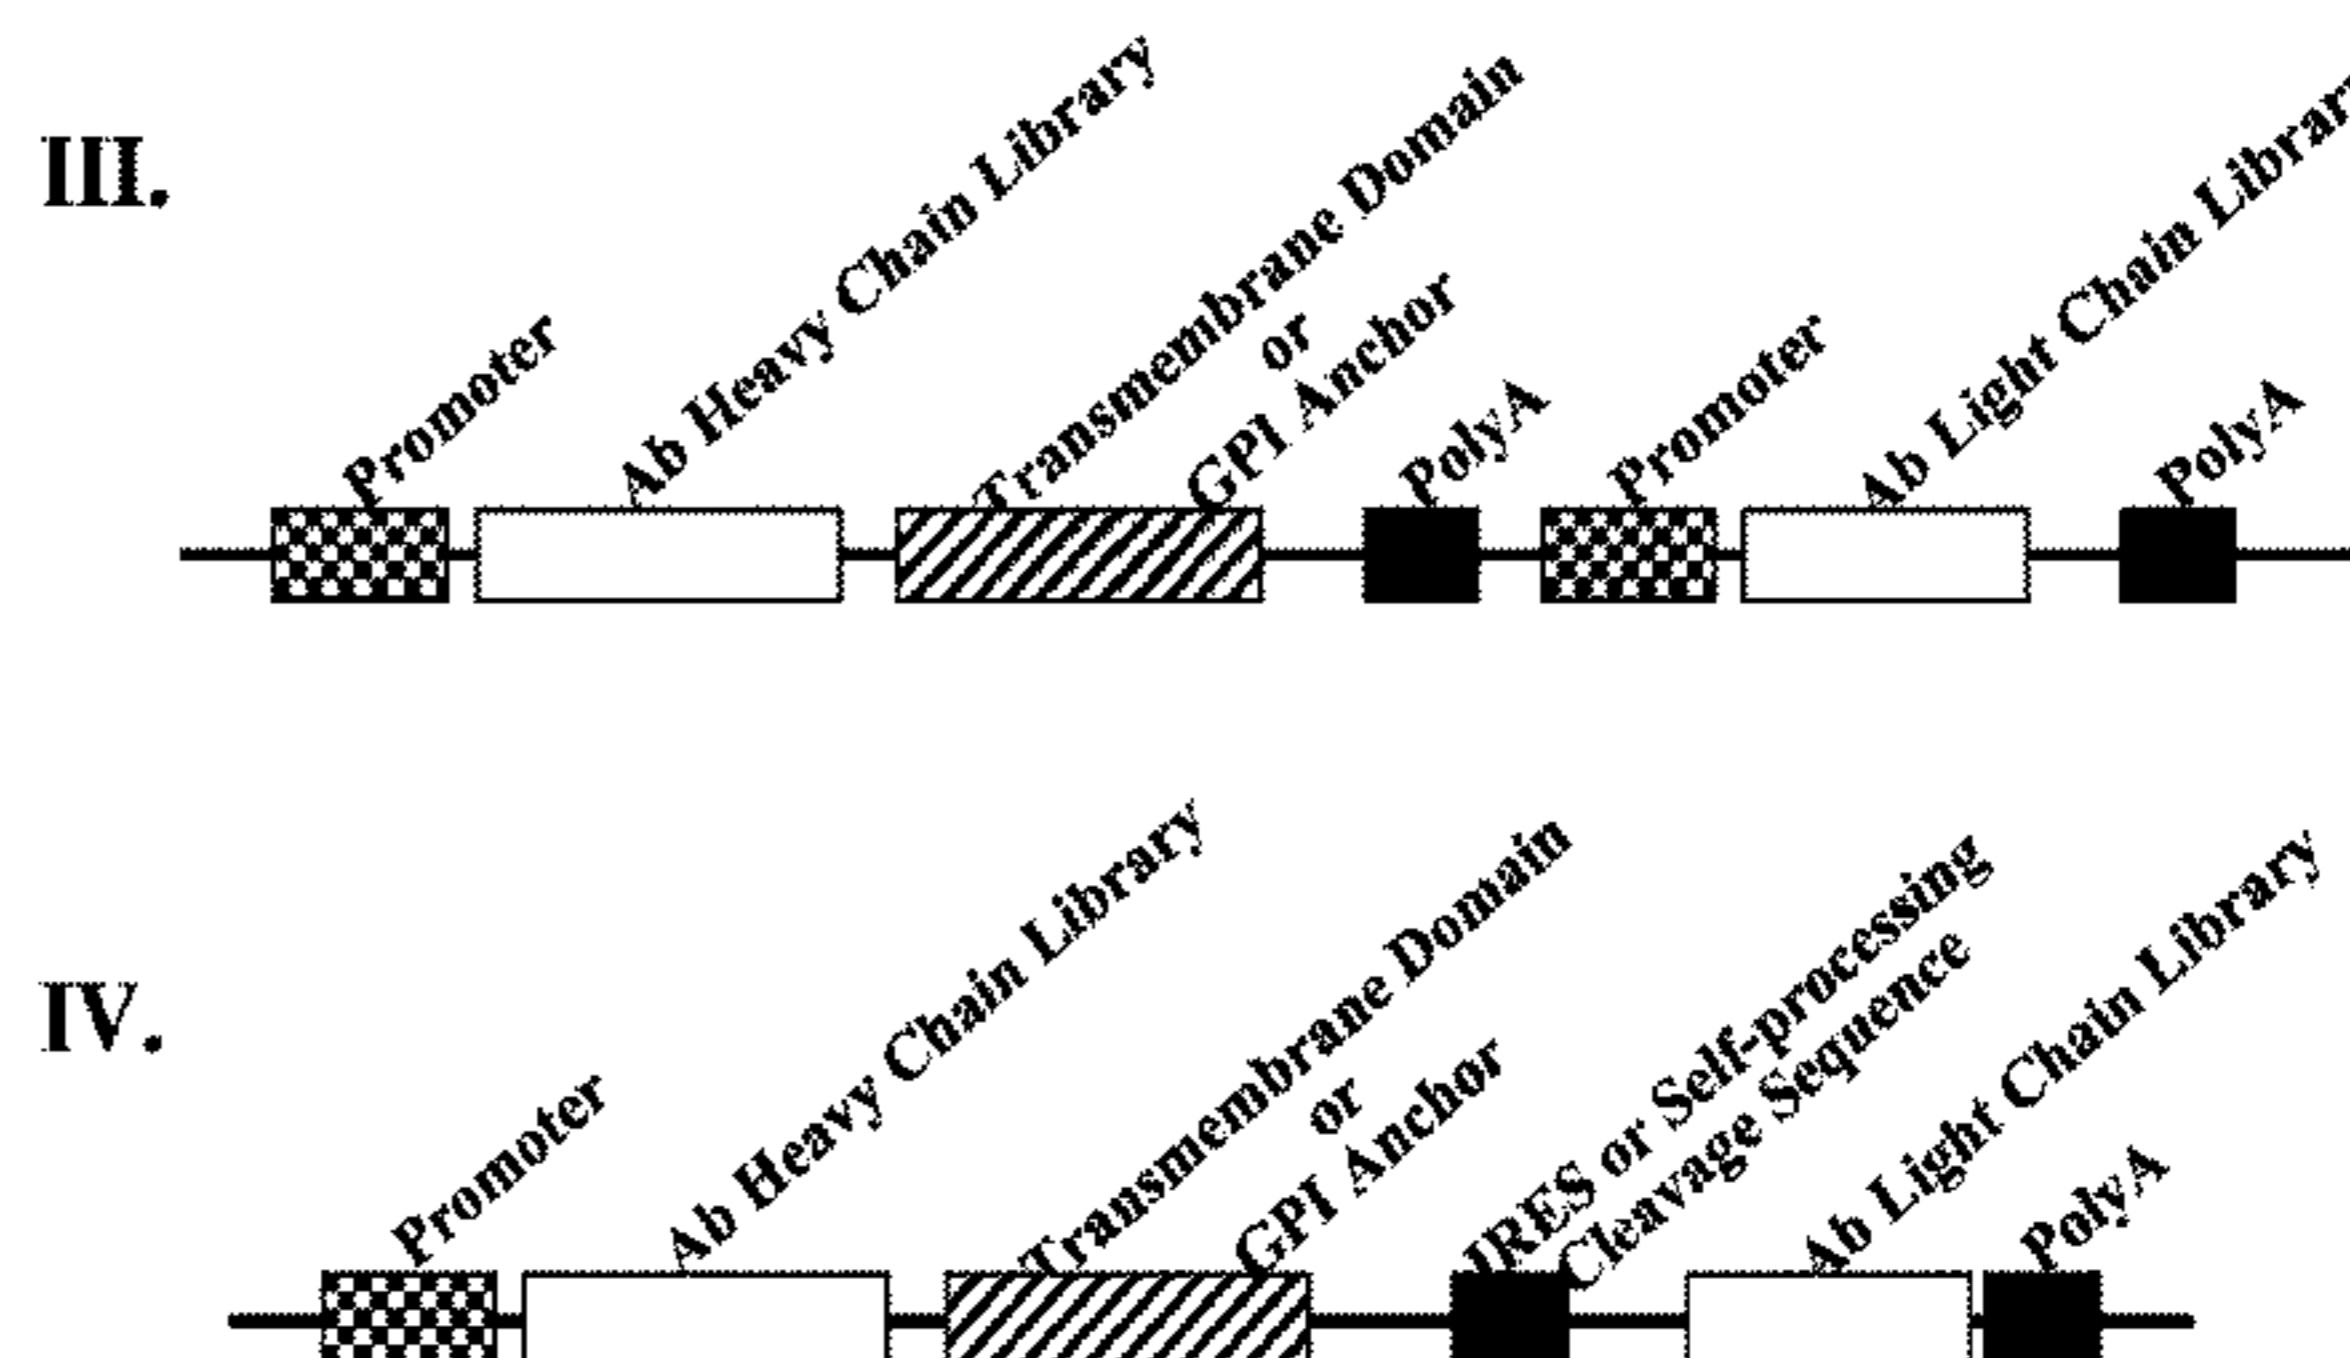 III.
Promoter
Ab Heavy Chain Library
Transmembrane Domain
or
GPI Anchor
PolyA
Promoter
Ab Light Chain Library
PolyA
IV.
Promoter
Ab Heavy Chain Library
Transmembrane Domain
or
GPI Anchor
IRES or Self-processing
Cleavage Sequence
Ab Light Chain Library
PolyA